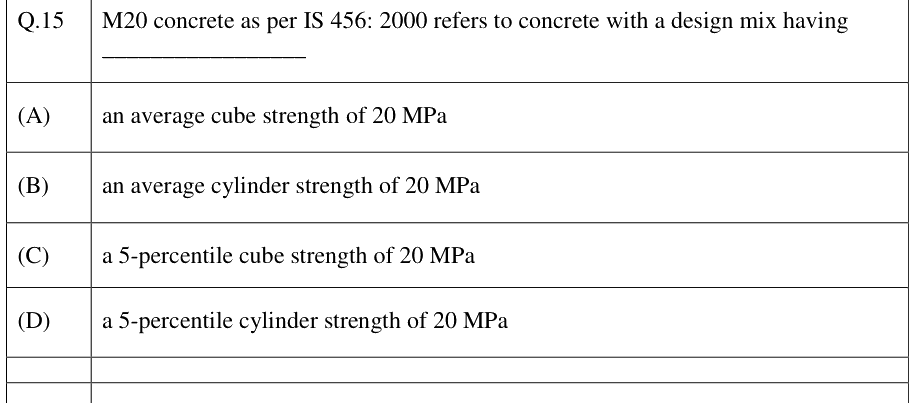 Q.15 M20 concrete as per IS 456: 2000 refers to concrete with a design mix having
_________________
(A) an average cube strength of 20 MPa
(B) an average cylinder strength of 20 MPa
(C) a 5-percentile cube strength of 20 MPa
(D) a 5-percentile cylinder strength of 20 MPa